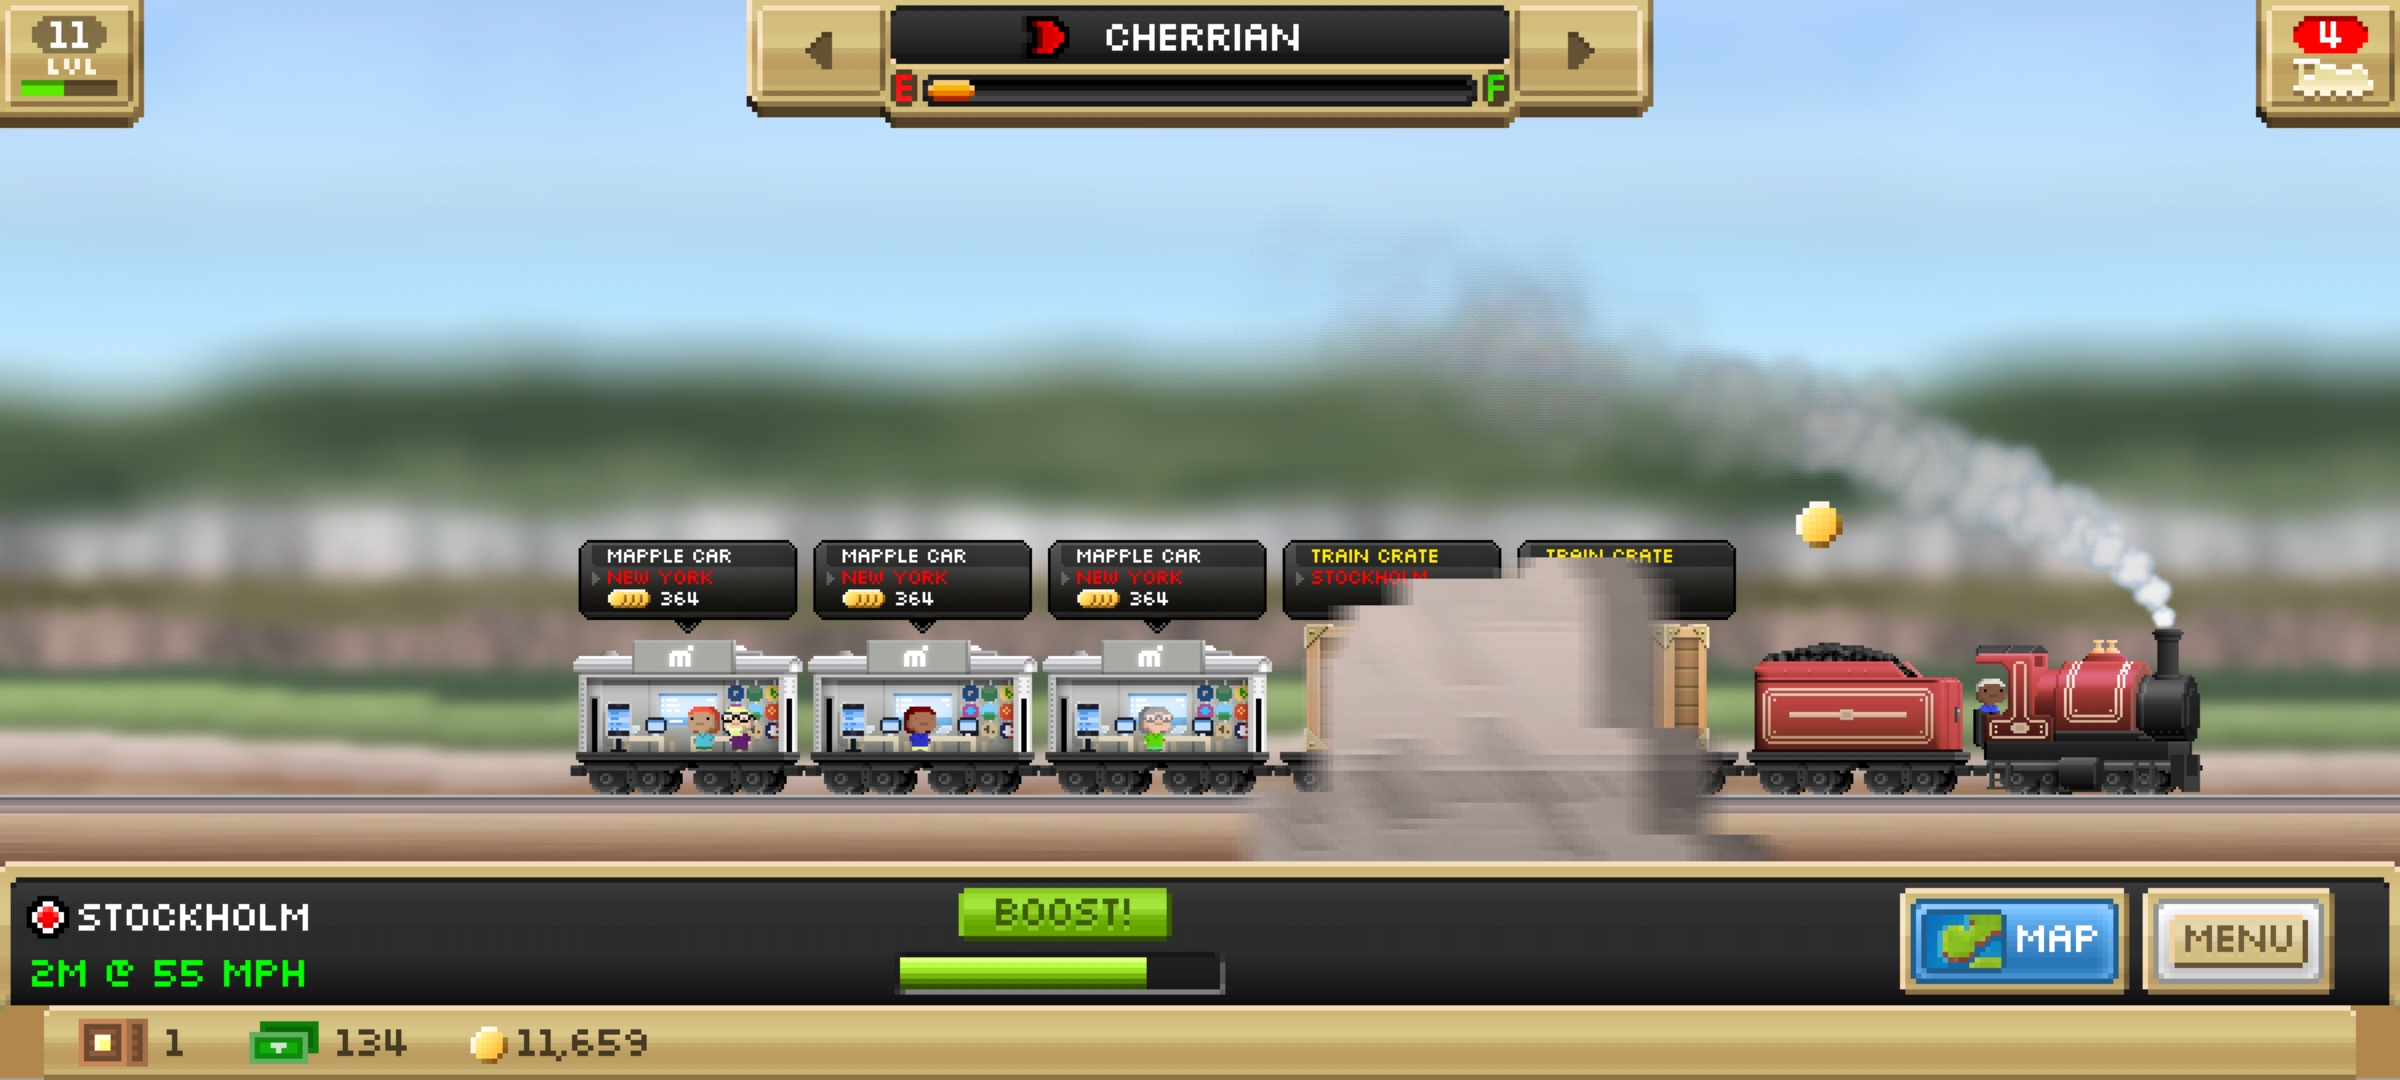 11
LVL
CHERRIAN
E F
4
MAPPLE CAR
NEW YORK
364
MAPPLE CAR
NEW YORK
364
MAPPLE CAR
NEW YORK
364
TRAIN CRATE
STOCKHOLM
TRAIN CRATE
m
m
m
STOCKHOLM
2M @ 55 MPH
BOOST!
MAP
MENU
1 134 11,659